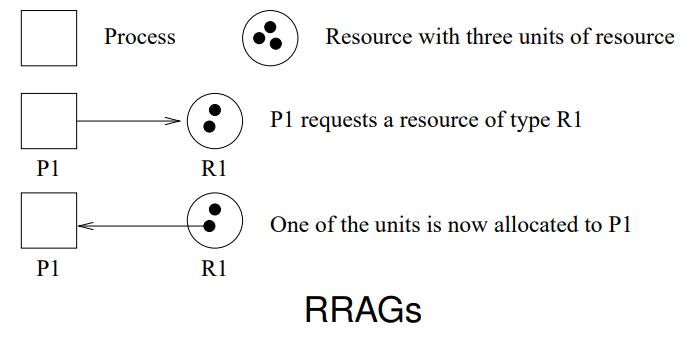 Process
Resource with three units of resource
P1 requests a resource of type R1
P1
R1
One of the units is now allocated to P1
P1
R1
RRAGs